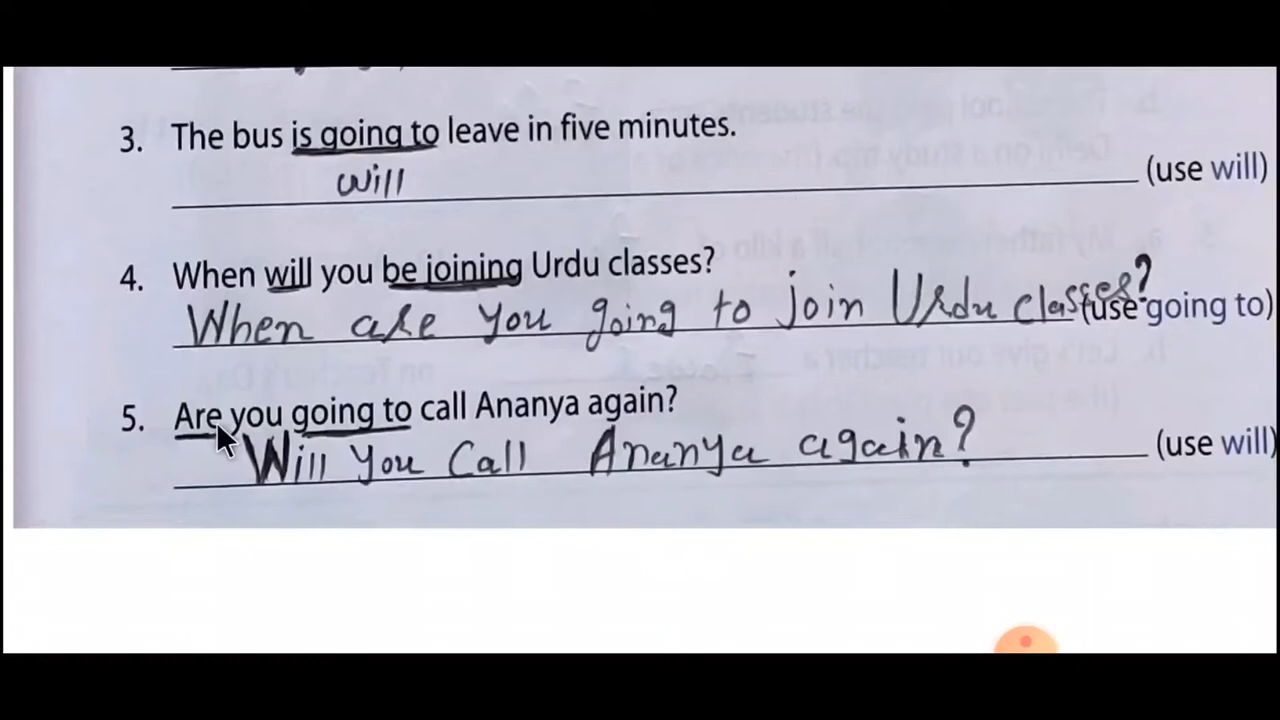 3. The bus is going to leave in five minutes.
will (use will)
4. When will you be joining Urdu classes?
When are you going to join Urdu classes? (use going to)
5. Are you going to call Ananya again?
Will you Call Ananya again? (use will)